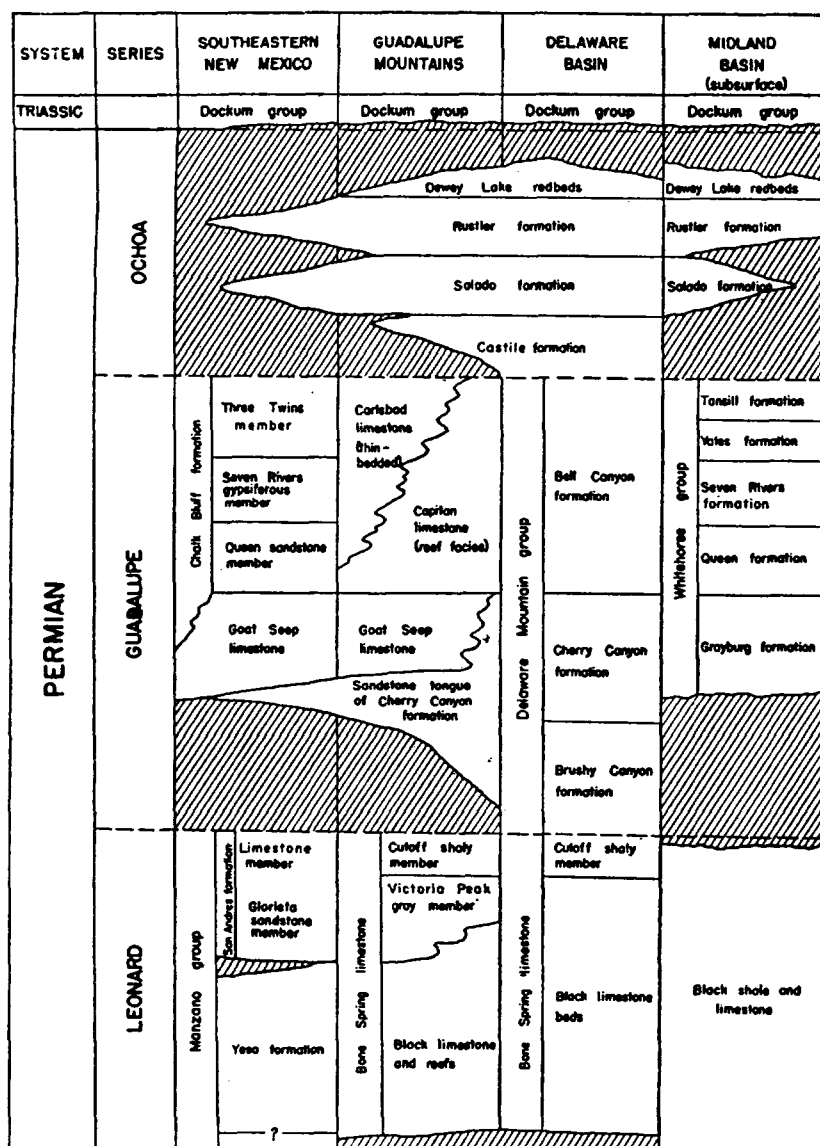 SYSTEM
SERIES
SOUTHEASTERN
NEW MEXICO
GUADALUPE
MOUNTAINS
DELAWARE
BASIN
MIDLAND
BASIN
(subsurface)
TRIASSIC
Dockum group
Dockum group
Dockum group
Dockum group
PERMIAN
OCHOA
Dewey Lake redbeds
Dewey Lake redbeds
Rustler formation
Rustler formation
Salado formation
Salado formation
Castile formation
GUADALUPE
Chalk Bluff formation
Three Twins
member
Seven Rivers
gypsiferous
member
Queen sandstone
member
Goat Seep
limestone
Carlsbad
limestone
(thin-
bedded)
Capitan
limestone
(reef facies)
Goat Seep
limestone
Sandstone tongue
of Cherry Canyon
formation
Delaware Mountain group
Bell Canyon
formation
Cherry Canyon
formation
Brushy Canyon
formation
Whitehorse group
Tansill formation
Yates formation
Seven Rivers
formation
Queen formation
Grayburg formation
LEONARD
Manzano group
San Andres formation
Limestone
member
Glorieta
sandstone
member
Yeso formation
?
Bone Spring limestone
Cutoff shaly
member
Victoria Peak
gray member
Black limestone
and reefs
Bone Spring limestone
Cutoff shaly
member
Black limestone
beds
Black shale and
limestone